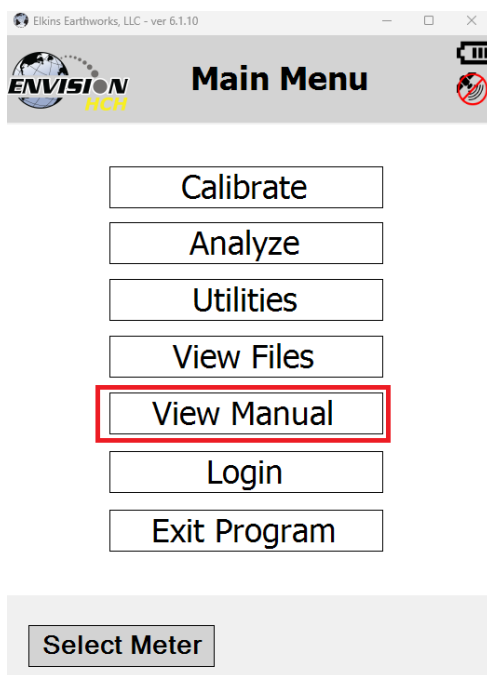 Elkins Earthworks, LLC - ver 6.1.10
ENVISION
HCH
Main Menu
Calibrate
Analyze
Utilities
View Files
View Manual
Login
Exit Program
Select Meter